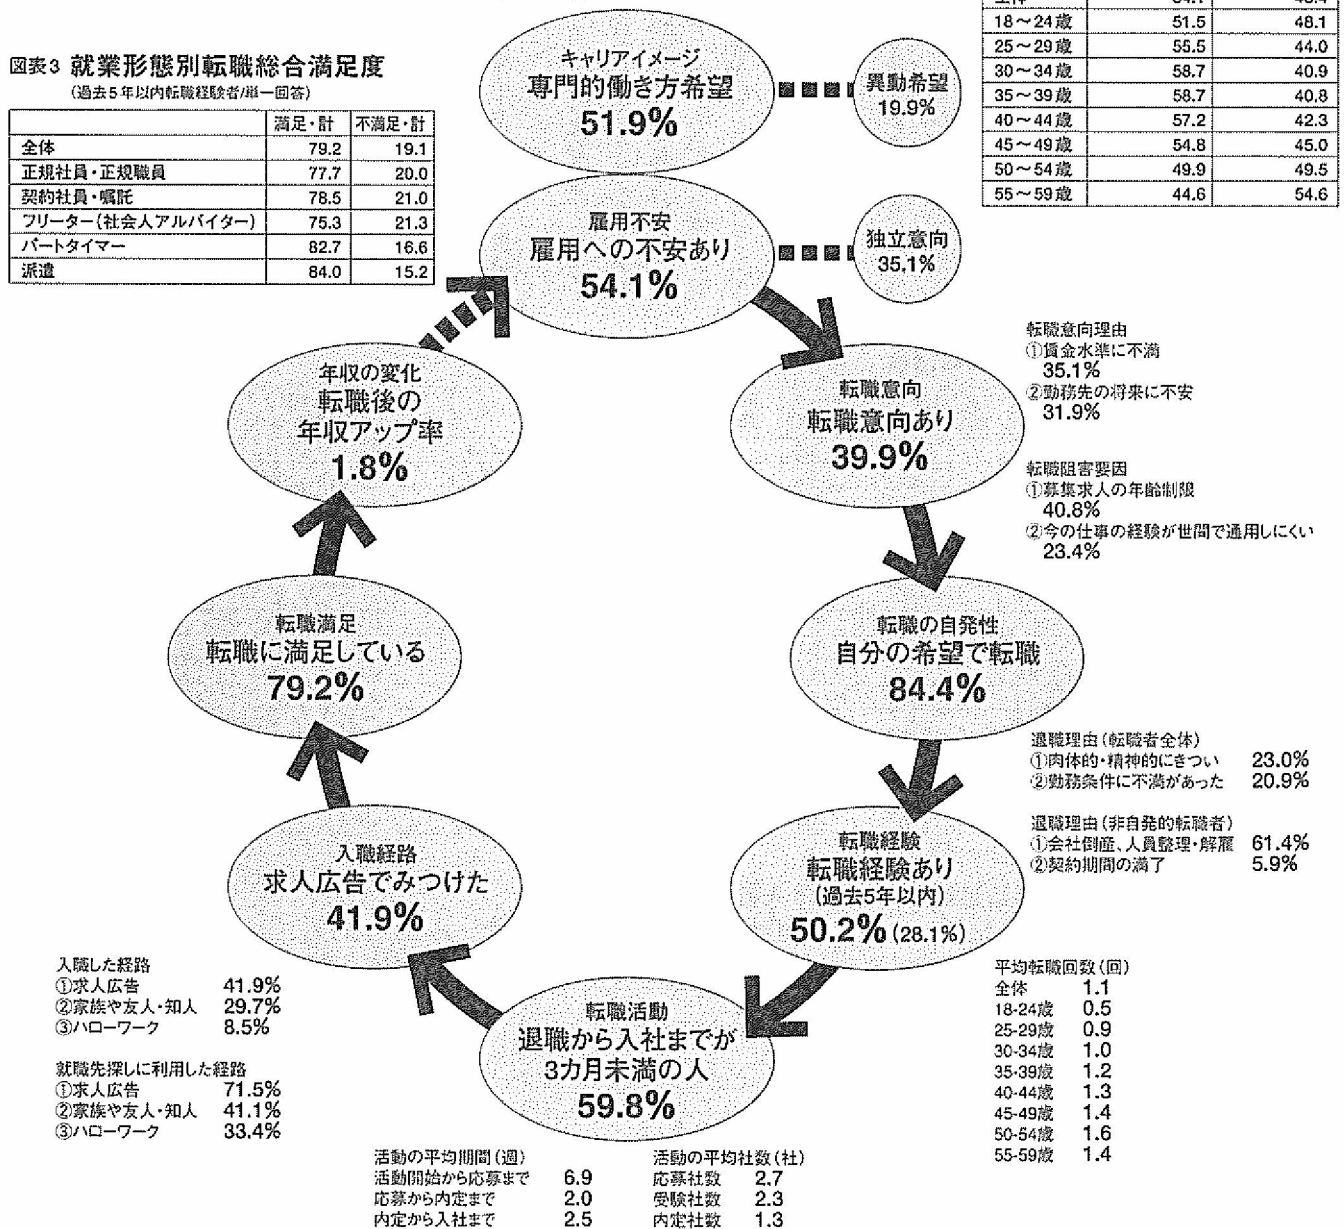 図表3 就業形態別転職総合満足度
(過去5年以内転職経験者/単一回答)
満足・計 不満足・計
全体 79.2 19.1
正規社員・正規職員 77.7 20.0
契約社員・嘱託 78.5 21.0
フリーター(社会人アルバイター) 75.3 21.3
パートタイマー 82.7 16.6
派遣 84.0 15.2
18～24歳 51.5 48.1
25～29歳 55.5 44.0
30～34歳 58.7 40.9
35～39歳 58.7 40.8
40～44歳 57.2 42.3
45～49歳 54.8 45.0
50～54歳 49.9 49.5
55～59歳 44.6 54.6
キャリアイメージ
専門的働き方希望
51.9%
異動希望
19.9%
雇用不安
雇用への不安あり
54.1%
独立意向
35.1%
転職意向
転職意向あり
39.9%
転職意向理由
①賃金水準に不満
35.1%
②勤務先の将来に不安
31.9%
転職阻害要因
①募集求人の年齢制限
40.8%
②今の仕事の経験が世間で通用しにくい
23.4%
転職の自発性
自分の希望で転職
84.4%
退職理由(転職者全体)
①肉体的・精神的にきつい 23.0%
②勤務条件に不満があった 20.9%
退職理由(非自発的転職者)
①会社倒産、人員整理・解雇 61.4%
②契約期間の満了 5.9%
転職経験
転職経験あり
(過去5年以内)
50.2%(28.1%)
平均転職回数(回)
全体 1.1
18-24歳 0.5
25-29歳 0.9
30-34歳 1.0
35-39歳 1.2
40-44歳 1.3
45-49歳 1.4
50-54歳 1.6
55-59歳 1.4
転職活動
退職から入社までが
3カ月未満の人
59.8%
活動の平均期間(週)
活動開始から応募まで 6.9
応募から内定まで 2.0
内定から入社まで 2.5
活動の平均社数(社)
応募社数 2.7
受験社数 2.3
内定社数 1.3
入職経路
求人広告でみつけた
41.9%
入職した経路
①求人広告 41.9%
②家族や友人・知人 29.7%
③ハローワーク 8.5%
就職先探しに利用した経路
①求人広告 71.5%
②家族や友人・知人 41.1%
③ハローワーク 33.4%
転職満足
転職に満足している
79.2%
年収の変化
転職後の
年収アップ率
1.8%